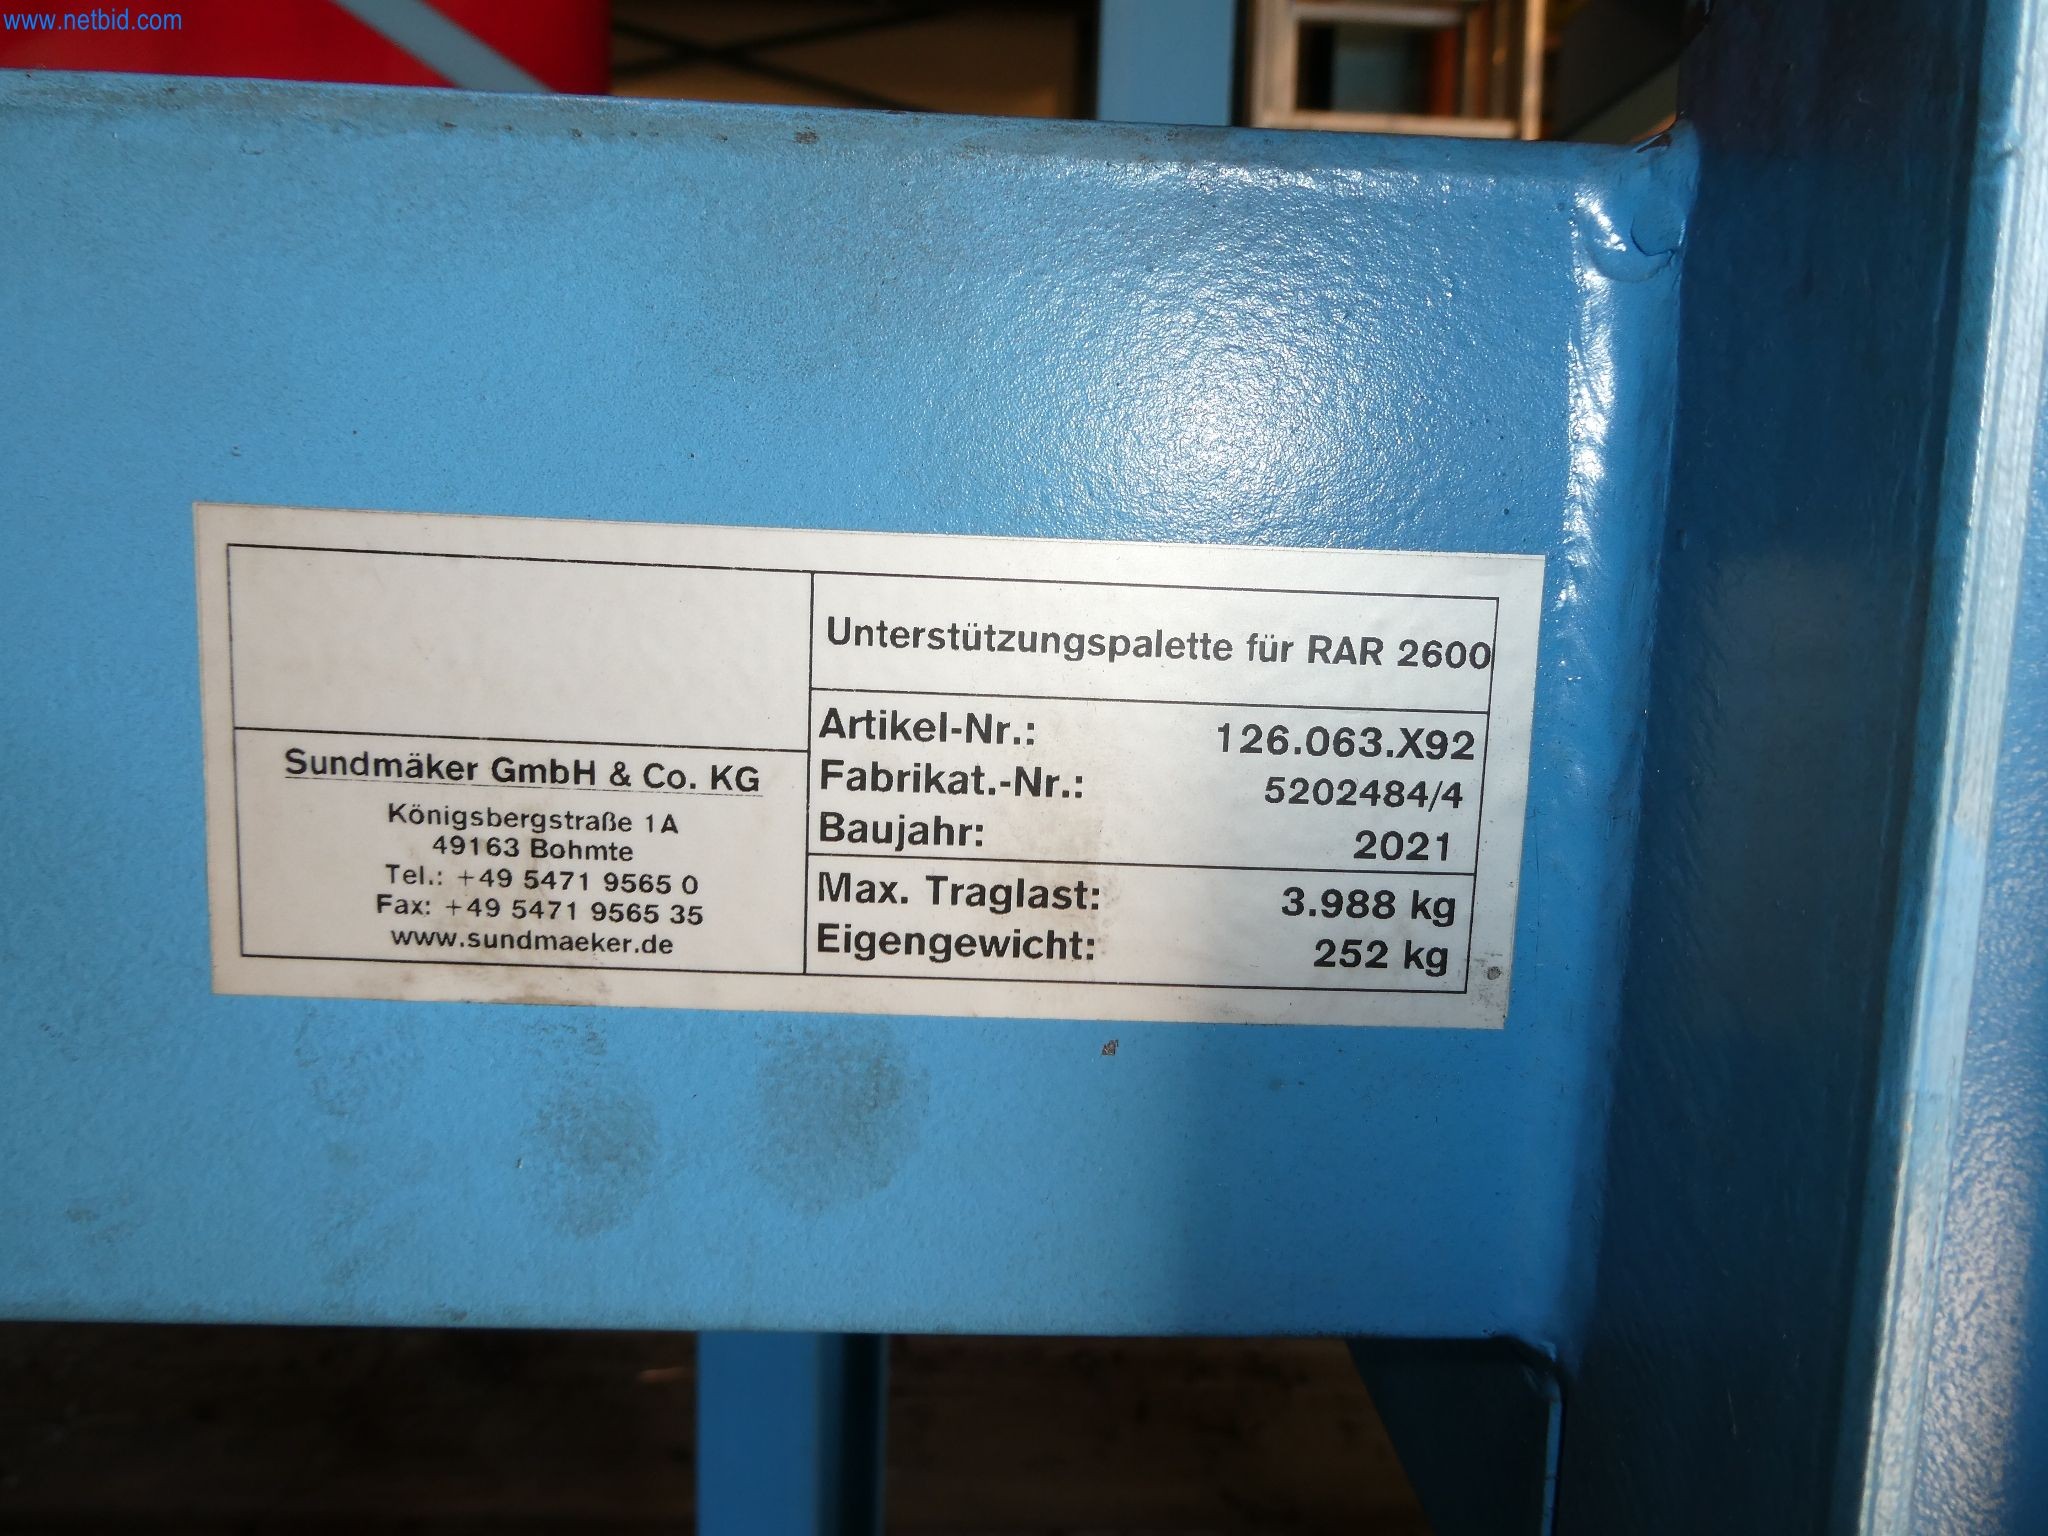 www.netbid.com
Unterstützungspalette für RAR 2600
Artikel-Nr.: 126.063.X92
Fabrikat.-Nr.: 5202484/4
Baujahr: 2021
Max. Traglast: 3.988 kg
Eigengewicht: 252 kg
Sundmäker GmbH & Co. KG
Königsbergstraße 1A
49163 Bohmte
Tel.: +49 5471 9565 0
Fax: +49 5471 9565 35
www.sundmaeker.de